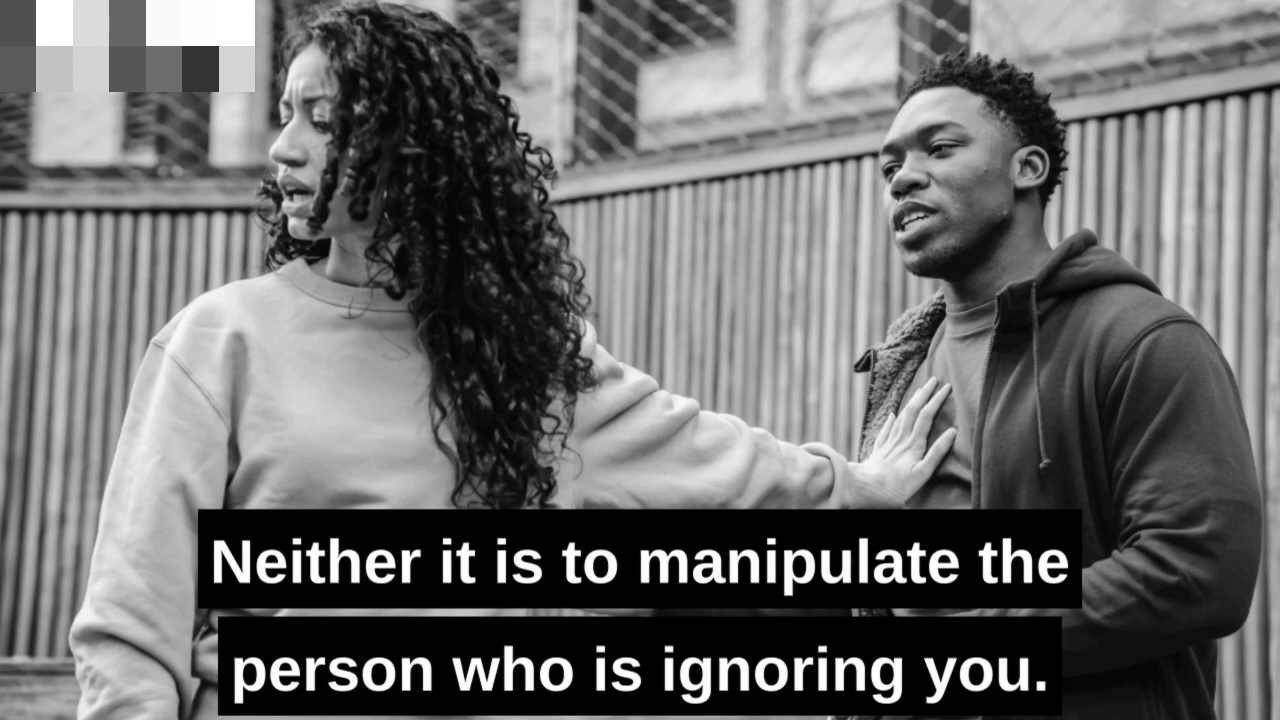 Neither it is to manipulate the
person who is ignoring you.